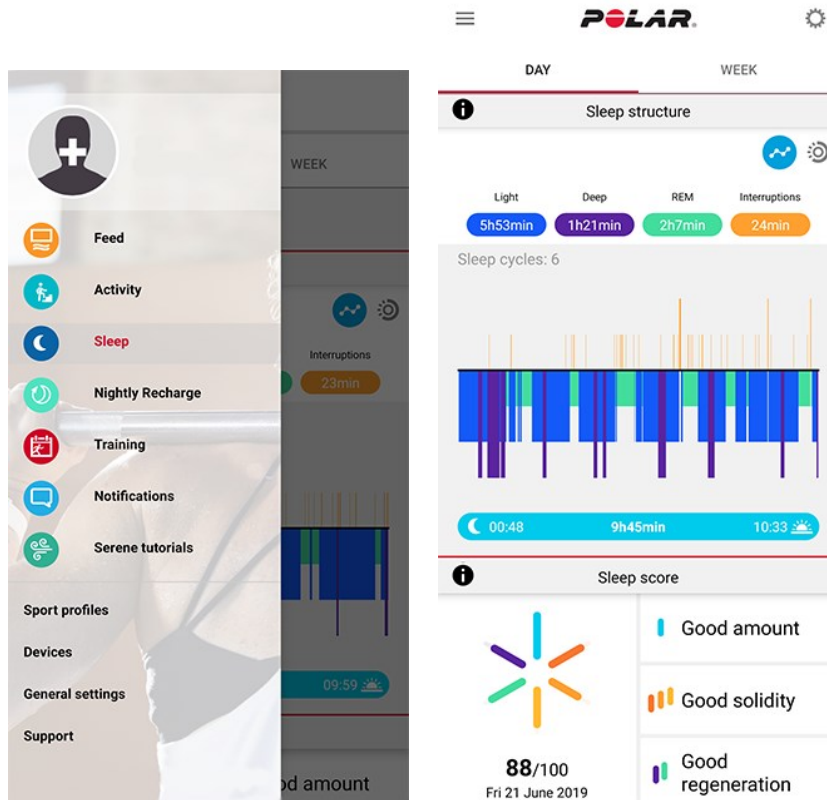 WEEK
Feed
Activity
Sleep
Interruptions
Nightly Recharge
23min
Training
Notifications
Serene tutorials
Sport profiles
Devices
General settings
09:59
Support
od amount
POLAR.
DAY WEEK
Sleep structure
Light Deep REM Interruptions
5h53min 1h21min 2h7min 24min
Sleep cycles: 6
00:48 9h45min 10:33
Sleep score
Good amount
Good solidity
88/100
Fri 21 June 2019
Good
regeneration